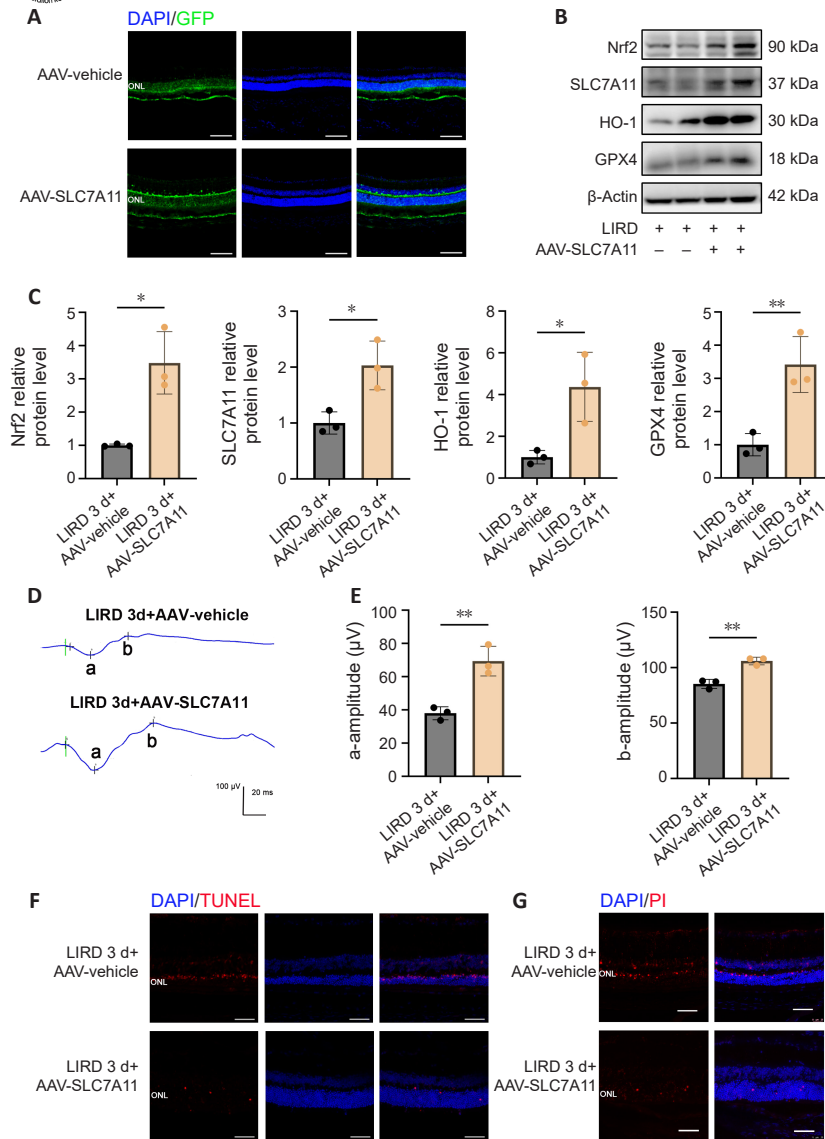 A
DAPI/GFP
AAV-vehicle
ONL
AAV-SLC7A11
ONL
B
Nrf2 90 kDa
SLC7A11 37 kDa
HO-1 30 kDa
GPX4 18 kDa
β-Actin 42 kDa
LIRD + + + +
AAV-SLC7A11 – – + +
C
Nrf2 relative
protein level
5
4
3
2
1
0
*
LIRD 3 d+
AAV-vehicle
LIRD 3 d+
AAV-SLC7A11
SLC7A11 relative
protein level
3
2
1
0
*
LIRD 3 d+
AAV-vehicle
LIRD 3 d+
AAV-SLC7A11
HO-1 relative
protein level
8
6
4
2
0
*
LIRD 3 d+
AAV-vehicle
LIRD 3 d+
AAV-SLC7A11
GPX4 relative
protein level
5
4
3
2
1
0
**
LIRD 3 d+
AAV-vehicle
LIRD 3 d+
AAV-SLC7A11
D
LIRD 3d+AAV-vehicle
a
b
LIRD 3d+AAV-SLC7A11
a
b
100 µV
20 ms
E
a-amplitude (µV)
100
80
60
40
20
0
**
LIRD 3 d+
AAV-vehicle
LIRD 3 d+
AAV-SLC7A11
b-amplitude (µV)
150
100
50
0
**
LIRD 3 d+
AAV-vehicle
LIRD 3 d+
AAV-SLC7A11
F
DAPI/TUNEL
LIRD 3 d+
AAV-vehicle
ONL
LIRD 3 d+
AAV-SLC7A11
ONL
G
DAPI/PI
LIRD 3 d+
AAV-vehicle
ONL
LIRD 3 d+
AAV-SLC7A11
ONL